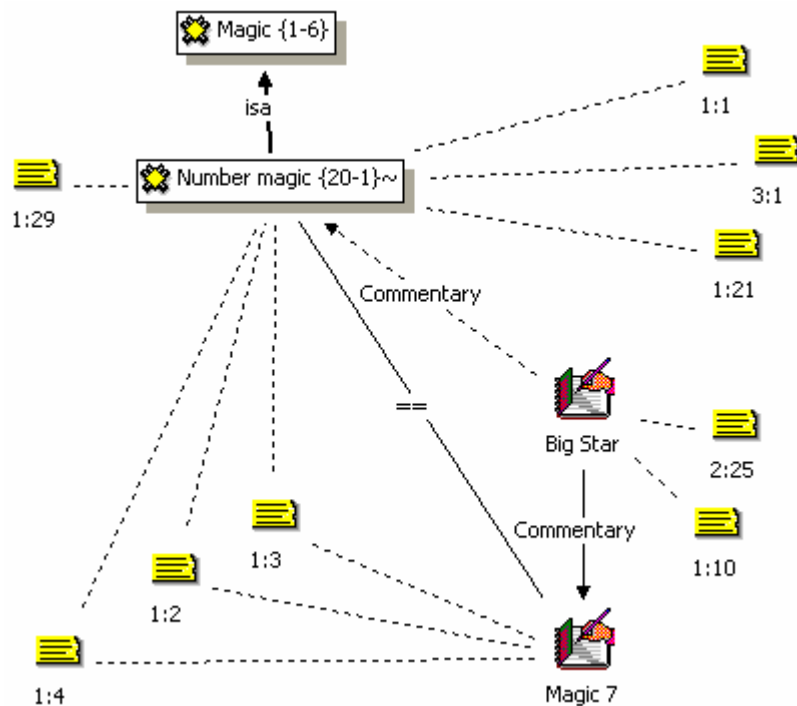 Magic {1-6}
isa
1:1
Number magic {20-1}~
3:1
1:29
1:21
Commentary
==
Big Star
2:25
Commentary
1:3
1:10
1:2
1:4
Magic 7